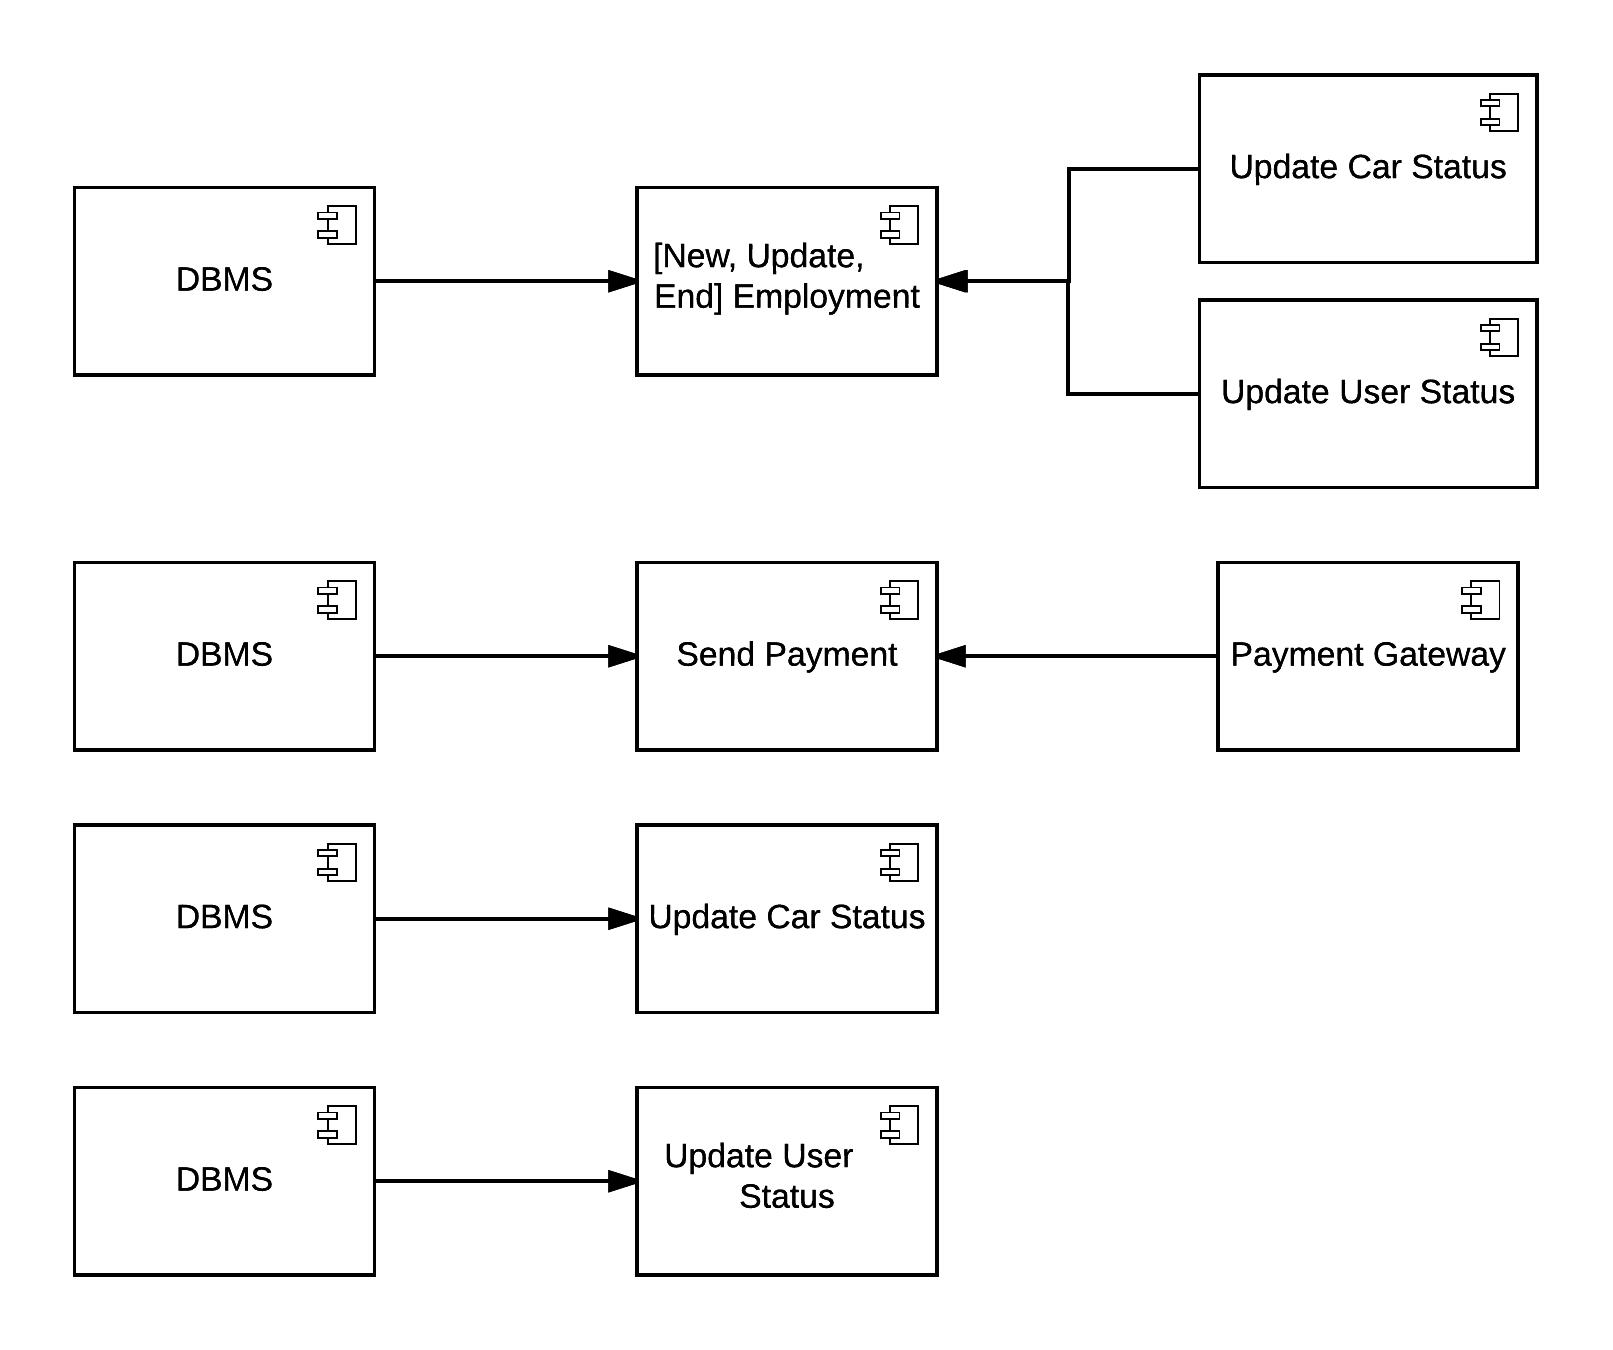 Update Car Status
DBMS
[New, Update,
End] Employment
Update User Status
DBMS
Send Payment
Payment Gateway
DBMS
Update Car Status
DBMS
Update User
Status